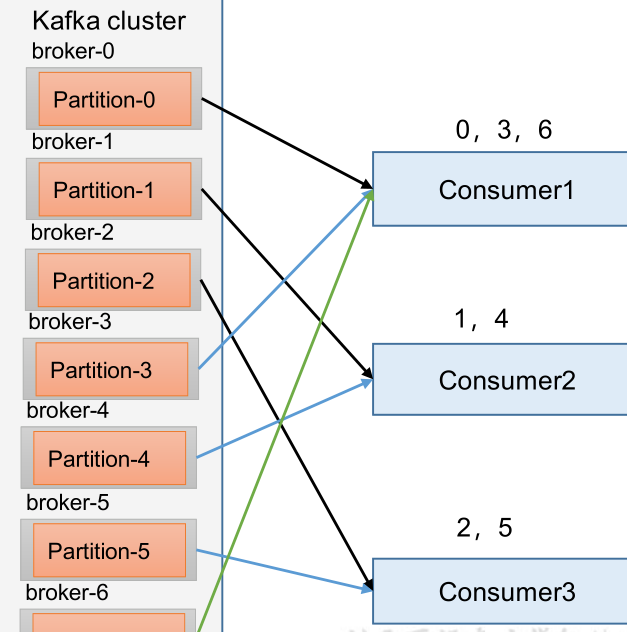 Kafka cluster
broker-0
Partition-0
broker-1
Partition-1
broker-2
Partition-2
broker-3
Partition-3
broker-4
Partition-4
broker-5
Partition-5
broker-6
0, 3, 6
Consumer1
1, 4
Consumer2
2, 5
Consumer3